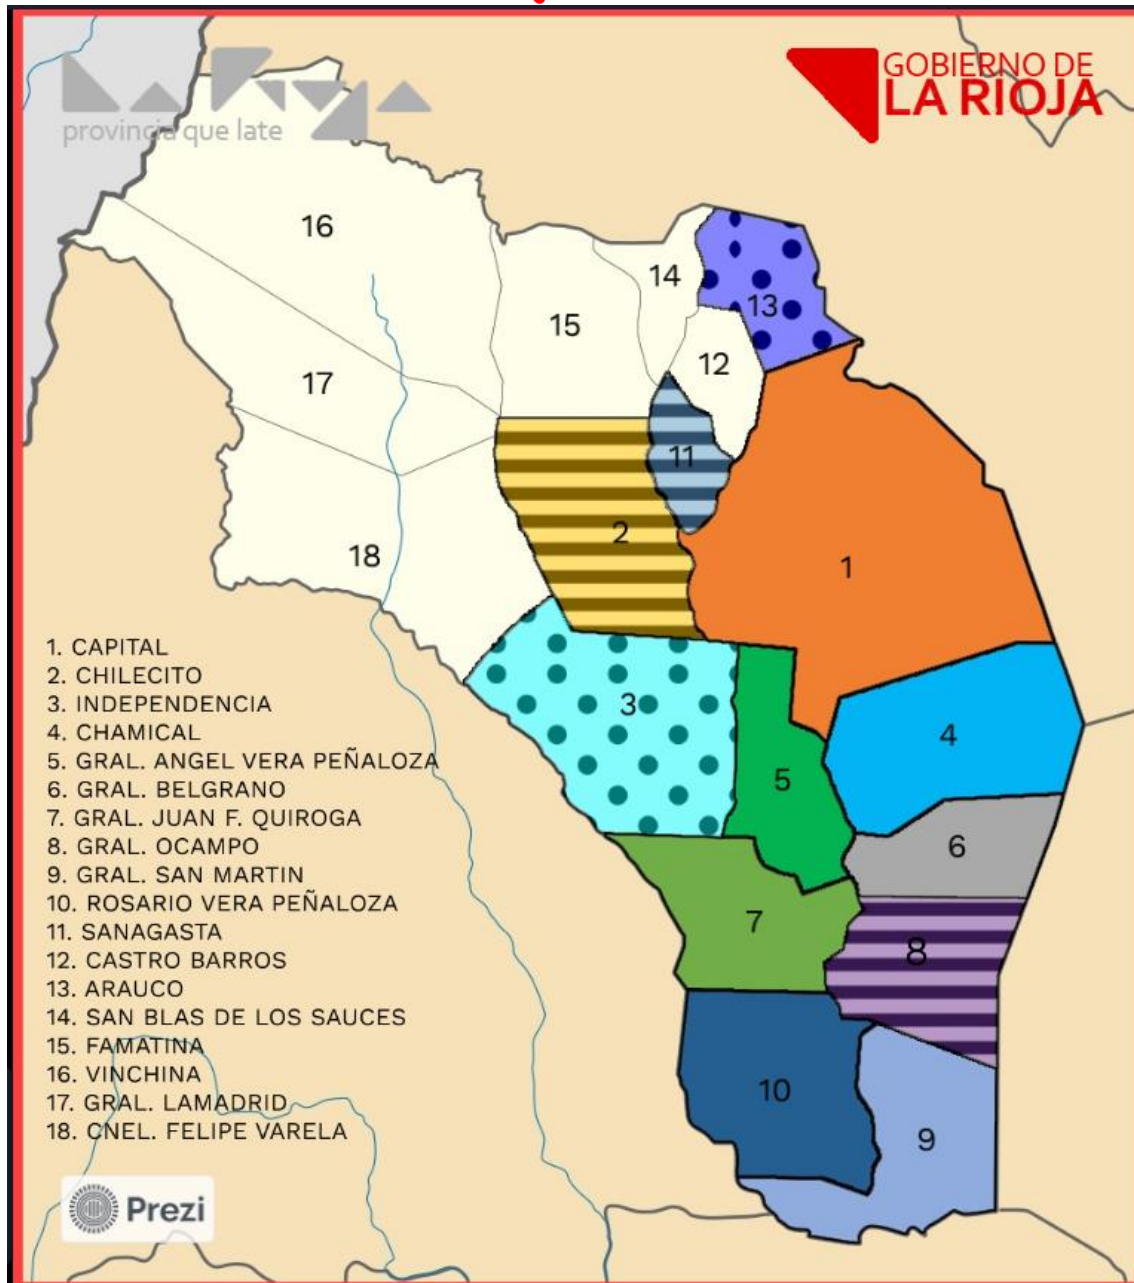 La Rioja
provincia que late
GOBIERNO DE
LA RIOJA
16
14
13
15
12
17
11
2
18
1
3
4
5
6
7
8
10
9
1. CAPITAL
2. CHILECITO
3. INDEPENDENCIA
4. CHAMICAL
5. GRAL. ANGEL VERA PEÑALOZA
6. GRAL. BELGRANO
7. GRAL. JUAN F. QUIROGA
8. GRAL. OCAMPO
9. GRAL. SAN MARTIN
10. ROSARIO VERA PEÑALOZA
11. SANAGASTA
12. CASTRO BARROS
13. ARAUCO
14. SAN BLAS DE LOS SAUCES
15. FAMATINA
16. VINCHINA
17. GRAL. LAMADRID
18. CNEL. FELIPE VARELA
Prezi